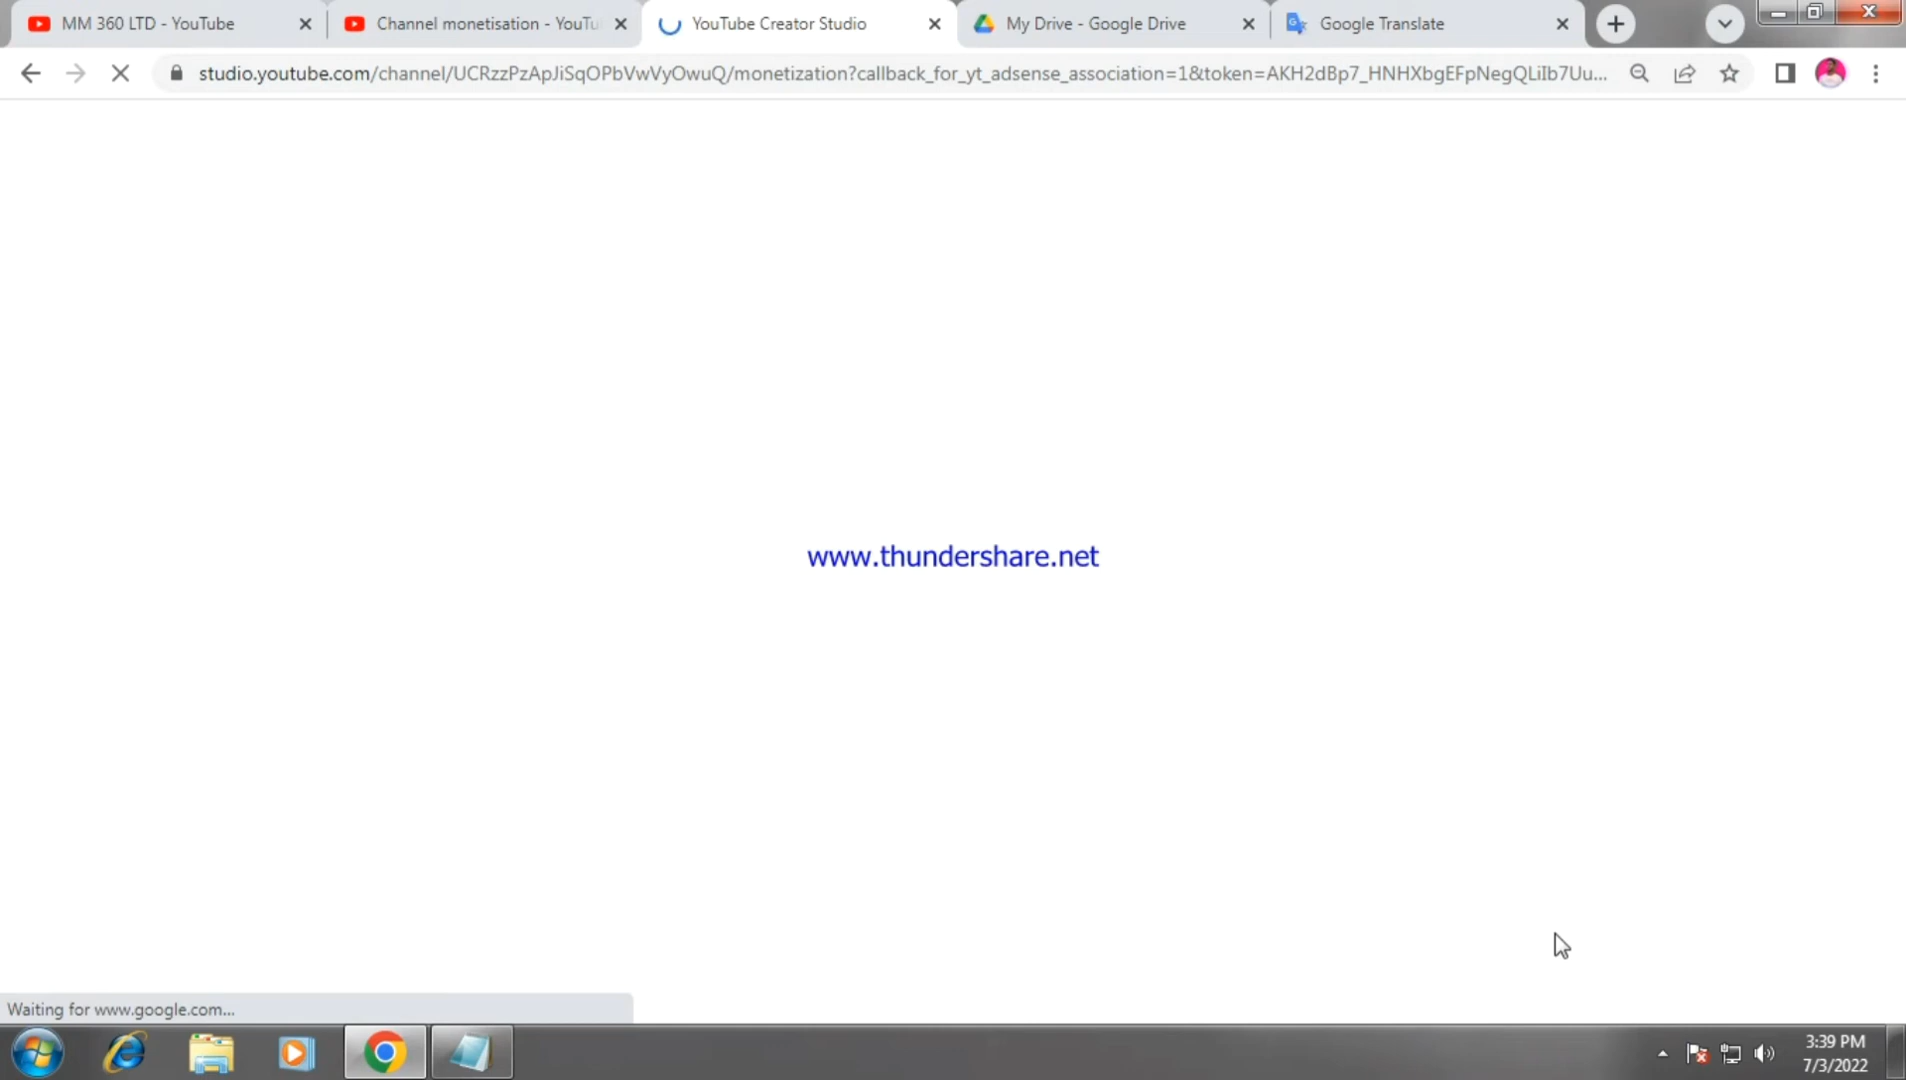 MM 360 LTD - YouTube
Channel monetisation - YouTu
YouTube Creator Studio
My Drive - Google Drive
Google Translate
studio.youtube.com/channel/UCRzzPzApJiSqOPbVwVyOwuQ/monetization?callback_for_yt_adsense_association=1&token=AKH2dBp7_HNHXbgEFpNegQLiIb7Uu...
www.thundershare.net
Waiting for www.google.com...
3:39 PM
7/3/2022